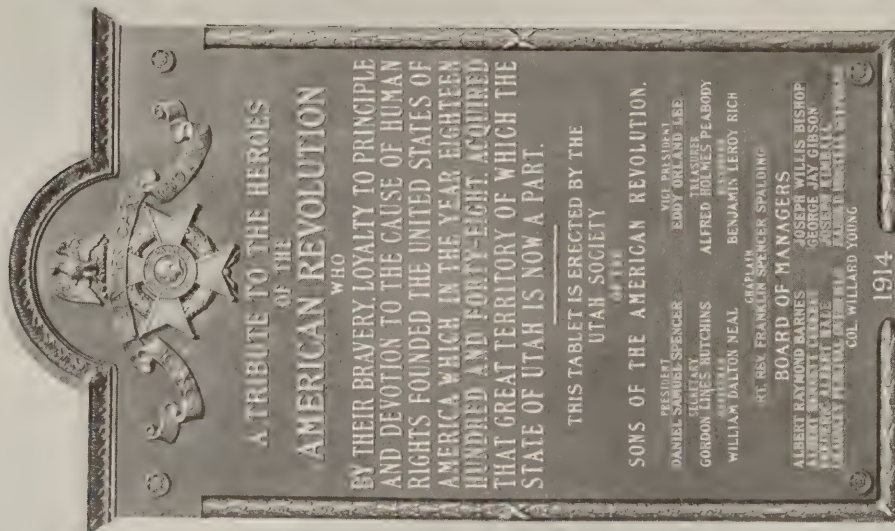 A TRIBUTE TO THE HEROES
OF THE
AMERICAN REVOLUTION
WHO
BY THEIR BRAVERY, LOYALTY TO PRINCIPLE
AND DEVOTION TO THE CAUSE OF HUMAN
RIGHTS FOUNDED THE UNITED STATES OF
AMERICA WHICH IN THE YEAR EIGHTEEN
HUNDRED AND FORTY-EIGHT ACQUIRED
THAT GREAT TERRITORY OF WHICH THE
STATE OF UTAH IS NOW A PART.
THIS TABLET IS ERECTED BY THE
UTAH SOCIETY
OF THE
SONS OF THE AMERICAN REVOLUTION.
PRESIDENT VICE PRESIDENT
DANIEL SAMUEL SPENCER EDDY ORLAND LEE
SECRETARY TREASURER
GORDON LINES HUTCHINS ALFRED HOLMES PEABODY
WILLIAM DALTON NEAL BENJAMIN LEROY RICH
CHAPLAIN
RT. REV. FRANKLIN SPENCER SPALDING
BOARD OF MANAGERS
ALBERT RAYMOND BARNES JOSEPH WILLIS BISHOP
GEORGE JAY GIBSON
COL. WILLARD YOUNG
1914